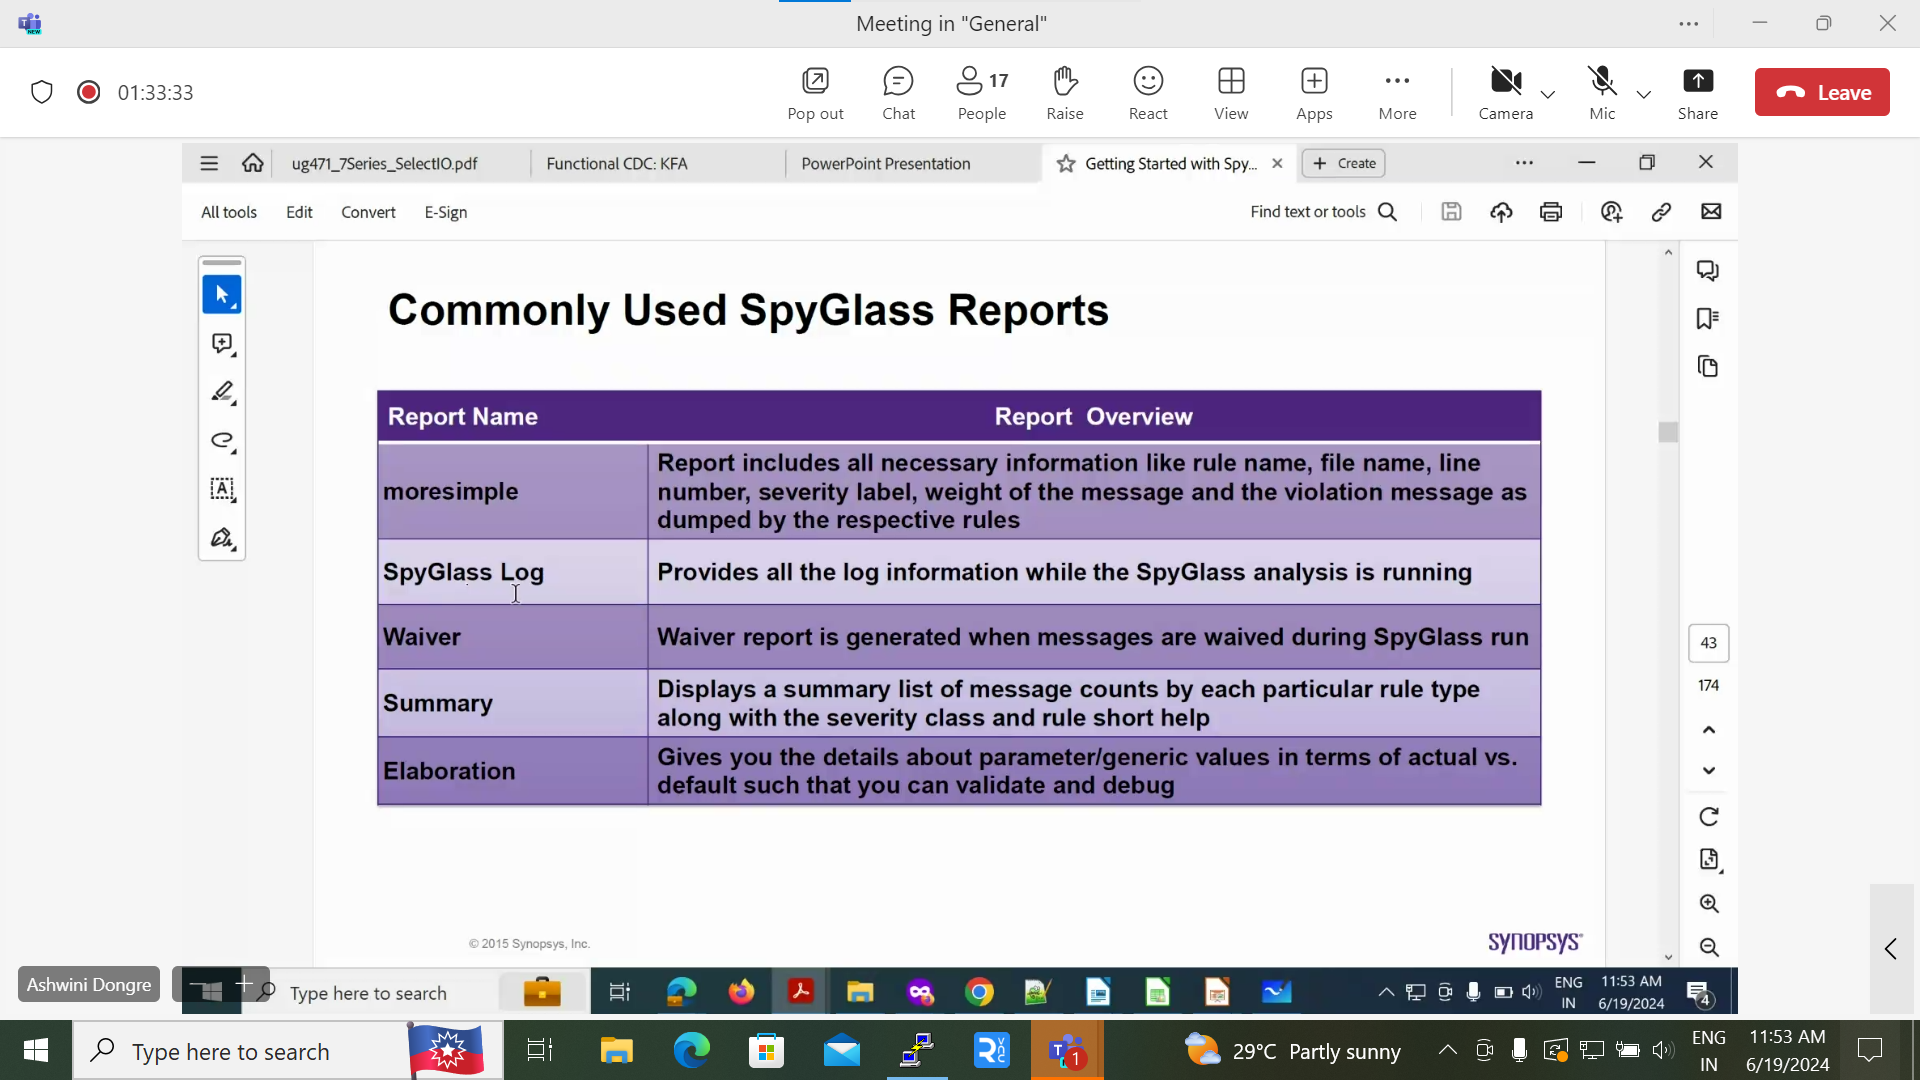 Meeting in "General"
NEW
01:33:33
17
Pop out
Chat
People
Raise
React
View
Apps
More
Camera
Mic
Share
Leave
ug471_7Series_SelectIO.pdf
Functional CDC: KFA
PowerPoint Presentation
Getting Started with Spy...
Create
All tools
Edit
Convert
E-Sign
Find text or tools
Commonly Used SpyGlass Reports
Report Name
Report Overview
moresimple
Report includes all necessary information like rule name, file name, line
number, severity label, weight of the message and the violation message as
dumped by the respective rules
SpyGlass Log
Provides all the log information while the SpyGlass analysis is running
Waiver
Waiver report is generated when messages are waived during SpyGlass run
Summary
Displays a summary list of message counts by each particular rule type
along with the severity class and rule short help
Elaboration
Gives you the details about parameter/generic values in terms of actual vs.
default such that you can validate and debug
43
174
© 2015 Synopsys, Inc.
SYNOPSYS®
Ashwini Dongre
Type here to search
ENG
IN
11:53 AM
6/19/2024
4
Type here to search
1
29°C Partly sunny
ENG
IN
11:53 AM
6/19/2024